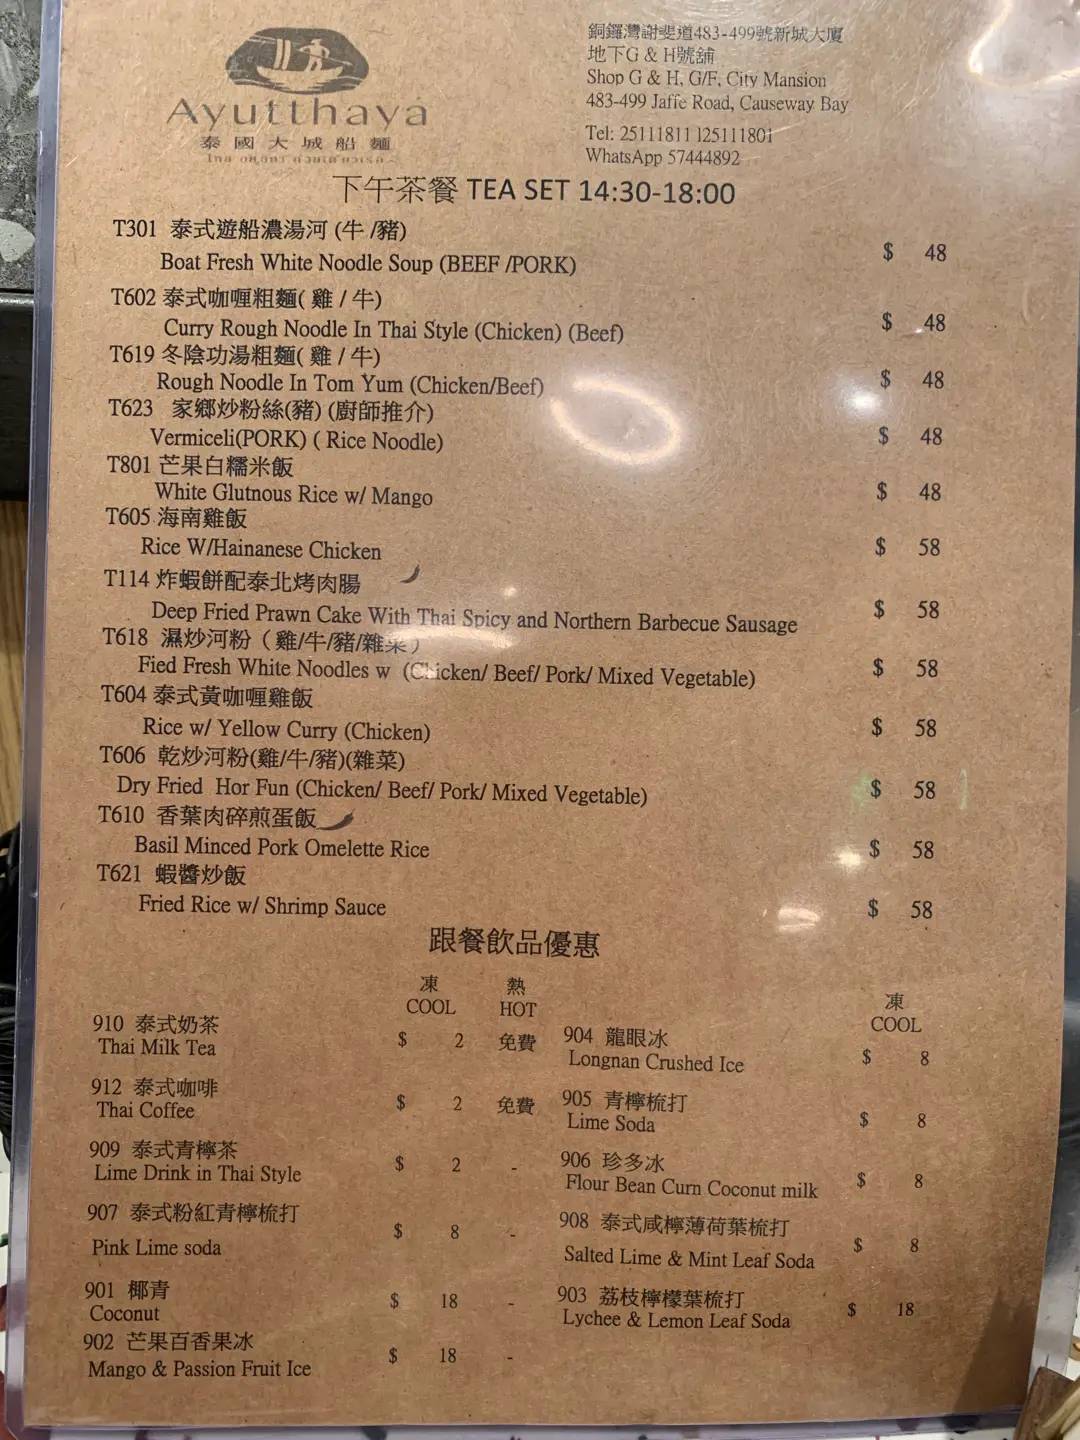 Ayutthaya
泰國大城船麵
銅鑼灣謝斐道483-499號新城大廈
地下G & H號舖
Shop G & H, G/F, City Mansion
483-499 Jaffe Road, Causeway Bay
Tel: 25111811 125111801
WhatsApp 57444892
下午茶餐 TEA SET 14:30-18:00
T301 泰式遊船濃湯河 (牛 /豬)
Boat Fresh White Noodle Soup (BEEF /PORK) $ 48
T602 泰式咖喱粗麵( 雞 / 牛)
Curry Rough Noodle In Thai Style (Chicken) (Beef) $ 48
T619 冬陰功湯粗麵( 雞 / 牛)
Rough Noodle In Tom Yum (Chicken/Beef) $ 48
T623 家鄉炒粉絲(豬) (廚師推介)
Vermiceli(PORK) ( Rice Noodle) $ 48
T801 芒果白糯米飯
White Glutnous Rice w/ Mango $ 48
T605 海南雞飯
Rice W/Hainanese Chicken $ 58
T114 炸蝦餅配泰北烤肉腸
Deep Fried Prawn Cake With Thai Spicy and Northern Barbecue Sausage $ 58
T618 濕炒河粉（雞/牛/豬/雜菜）
Fied Fresh White Noodles w (Chicken/ Beef/ Pork/ Mixed Vegetable) $ 58
T604 泰式黃咖喱雞飯
Rice w/ Yellow Curry (Chicken) $ 58
T606 乾炒河粉(雞/牛/豬)(雜菜)
Dry Fried Hor Fun (Chicken/ Beef/ Pork/ Mixed Vegetable) $ 58
T610 香葉肉碎煎蛋飯
Basil Minced Pork Omelette Rice $ 58
T621 蝦醬炒飯
Fried Rice w/ Shrimp Sauce $ 58
跟餐飲品優惠
凍 熱
COOL HOT
910 泰式奶茶
Thai Milk Tea $ 2 免費
912 泰式咖啡
Thai Coffee $ 2 免費
909 泰式青檸茶
Lime Drink in Thai Style $ 2 -
907 泰式粉紅青檸梳打
Pink Lime soda $ 8 -
901 椰青
Coconut $ 18 -
902 芒果百香果冰
Mango & Passion Fruit Ice $ 18 -
凍
COOL
904 龍眼冰
Longnan Crushed Ice $ 8
905 青檸梳打
Lime Soda $ 8
906 珍多冰
Flour Bean Curn Coconut milk $ 8
908 泰式咸檸薄荷葉梳打
Salted Lime & Mint Leaf Soda $ 8
903 荔枝檸檬葉梳打
Lychee & Lemon Leaf Soda $ 18